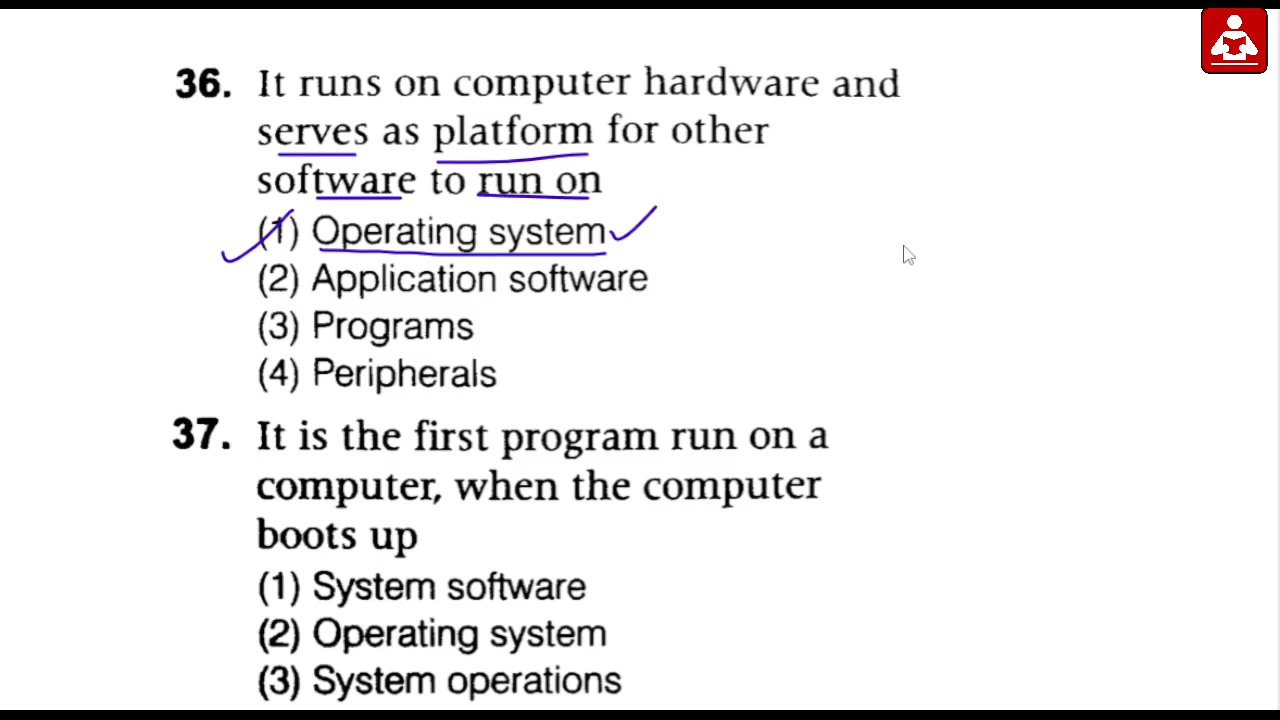 36. It runs on computer hardware and
serves as platform for other
software to run on
(1) Operating system
(2) Application software
(3) Programs
(4) Peripherals
37. It is the first program run on a
computer, when the computer
boots up
(1) System software
(2) Operating system
(3) System operations